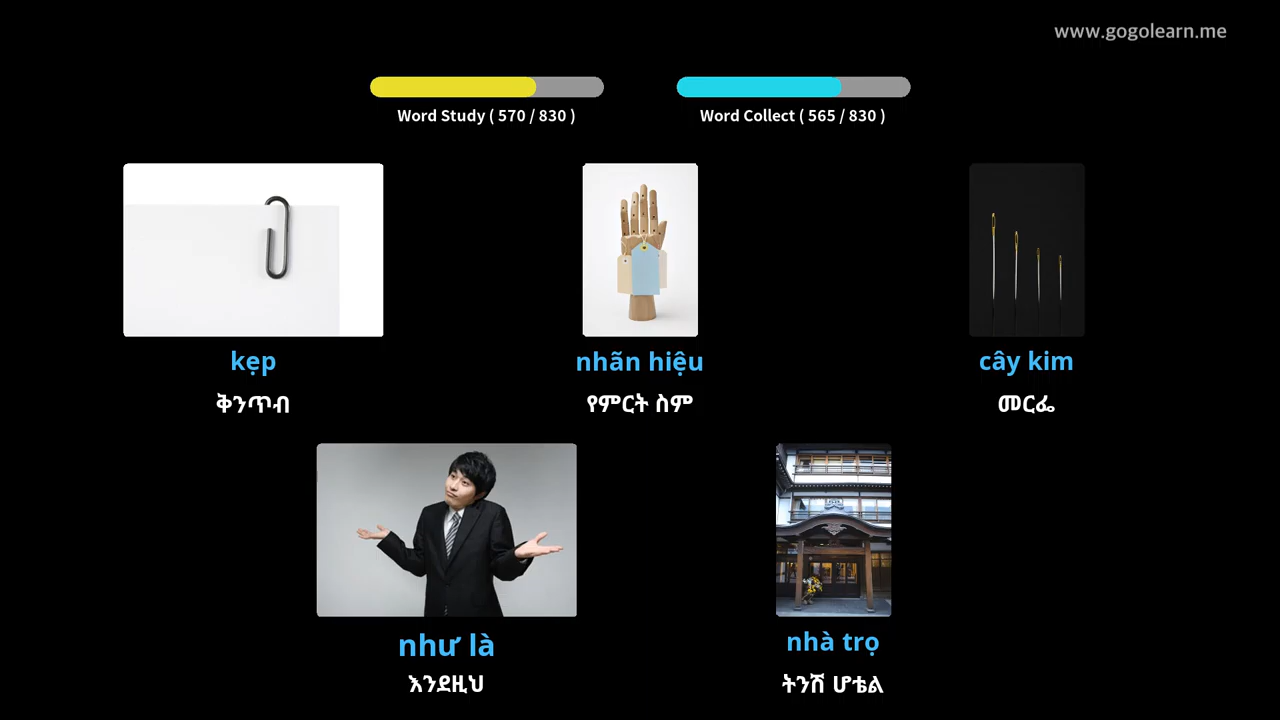 www.gogolearn.me
Word Study ( 570 / 830 )
Word Collect ( 565 / 830 )
kẹp
ቅንጥብ
nhãn hiệu
የምርት ስም
cây kim
መርፌ
như là
እንደዚህ
nhà trọ
ትንሽ ሆቴል